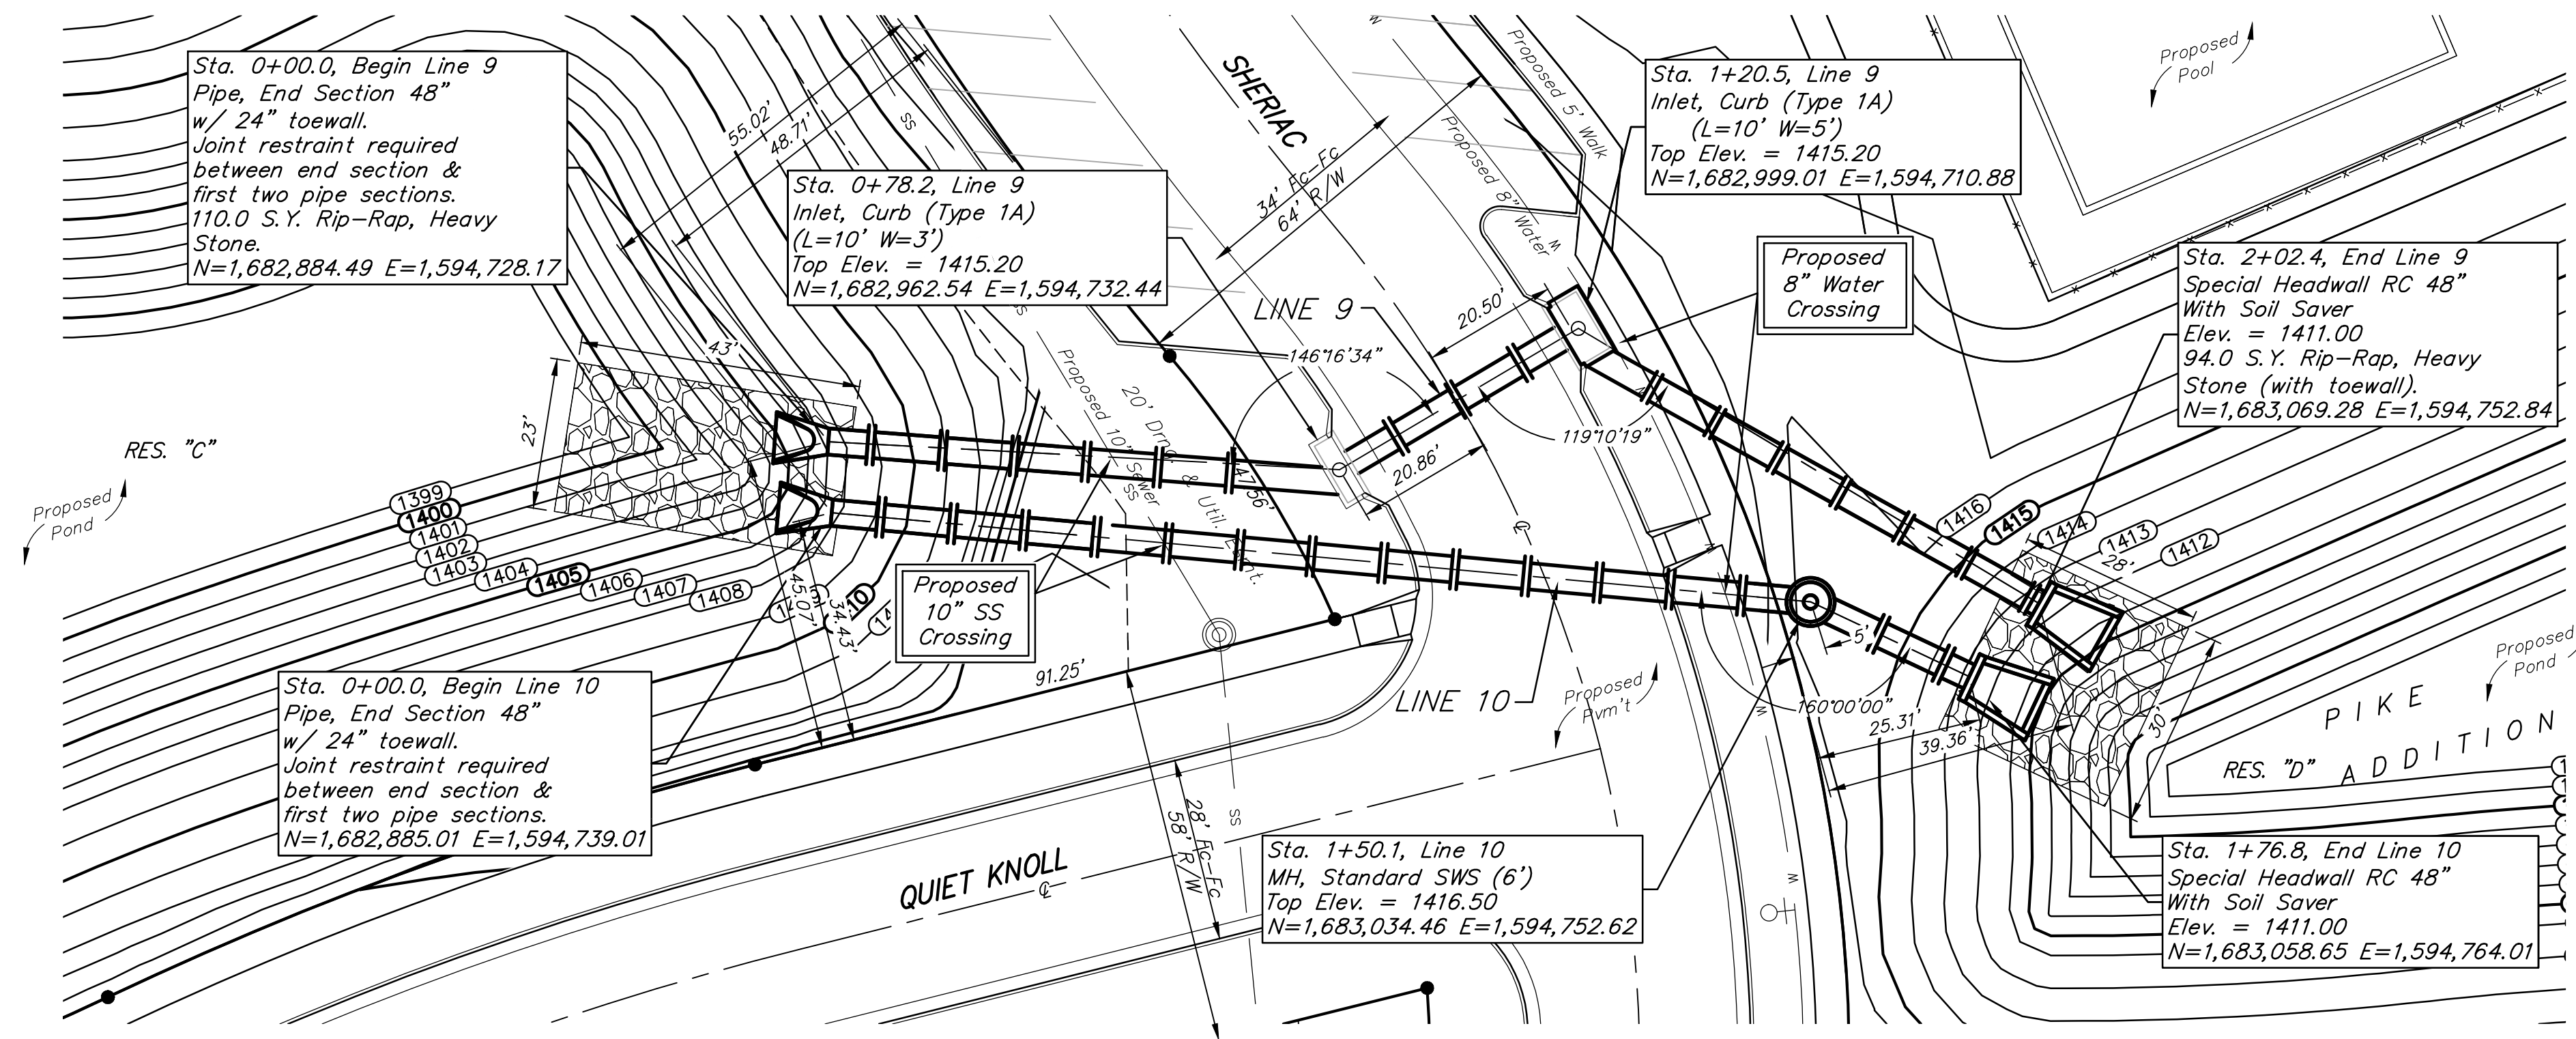 Sta. 0+00.0, Begin Line 9
Pipe, End Section 48"
w/ 24" toewall.
Joint restraint required
between end section &
first two pipe sections.
110.0 S.Y. Rip-Rap, Heavy
Stone.
N=1,682,884.49 E=1,594,728.17
55.02'
48.71'
SS
Sta. 0+78.2, Line 9
Inlet, Curb (Type 1A)
(L=10' W=3')
Top Elev. = 1415.20
N=1,682,962.54 E=1,594,732.44
SHERIAC
34' Fc-Fc
64' R/W
W
Proposed 5' Walk
Proposed 8" Water
W
Sta. 1+20.5, Line 9
Inlet, Curb (Type 1A)
(L=10' W=5')
Top Elev. = 1415.20
N=1,682,999.01 E=1,594,710.88
Proposed
Pool
Proposed
8" Water
Crossing
Sta. 2+02.4, End Line 9
Special Headwall RC 48"
With Soil Saver
Elev. = 1411.00
94.0 S.Y. Rip-Rap, Heavy
Stone (with toewall).
N=1,683,069.28 E=1,594,752.84
LINE 9
20.50'
146°16'34"
119°10'19"
20.86'
43'
23'
RES. "C"
Proposed
Pond
SS
Proposed 10" Sewer
SS
20' Drng. & Util. Esmt.
47.56'
℄
1399
1400
1401
1402
1403
1404
1405
1406
1407
1408
45.07'
34.43'
Proposed
10" SS
Crossing
1416
1415
1414
1413
1412
28'
30'
5'
91.25'
LINE 10
Proposed
Pvm't
160°00'00"
25.31'
39.36'
Proposed
Pond
PIKE
ADDITION
RES. "D"
Sta. 0+00.0, Begin Line 10
Pipe, End Section 48"
w/ 24" toewall.
Joint restraint required
between end section &
first two pipe sections.
N=1,682,885.01 E=1,594,739.01
28' Fc-Fc
58' R/W
SS
W
W
QUIET KNOLL
℄
Sta. 1+50.1, Line 10
MH, Standard SWS (6')
Top Elev. = 1416.50
N=1,683,034.46 E=1,594,752.62
Sta. 1+76.8, End Line 10
Special Headwall RC 48"
With Soil Saver
Elev. = 1411.00
N=1,683,058.65 E=1,594,764.01